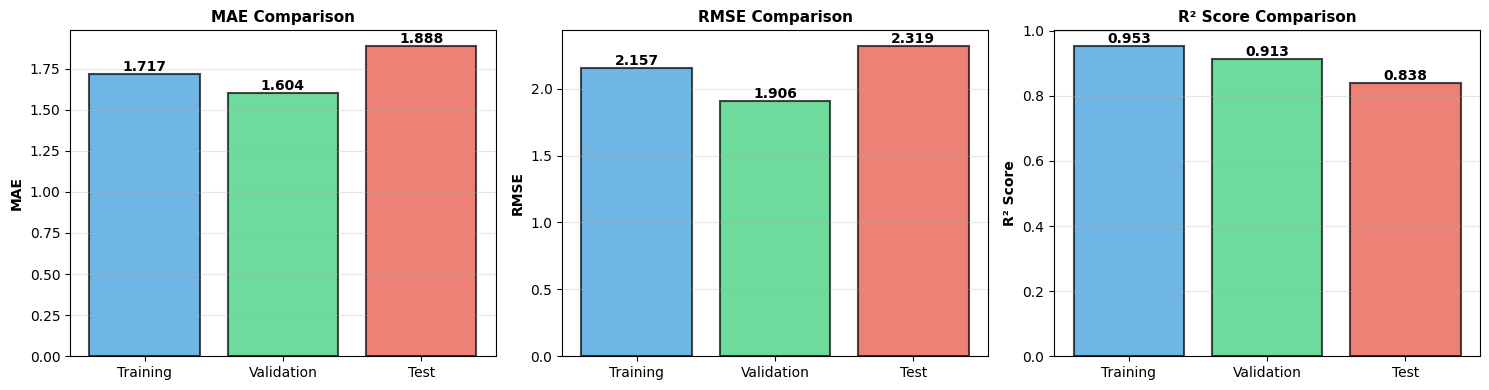 MAE Comparison
MAE
1.75
1.50
1.25
1.00
0.75
0.50
0.25
0.00
1.717
1.604
1.888
Training
Validation
Test
RMSE Comparison
RMSE
2.0
1.5
1.0
0.5
0.0
2.157
1.906
2.319
Training
Validation
Test
R² Score Comparison
R² Score
1.0
0.8
0.6
0.4
0.2
0.0
0.953
0.913
0.838
Training
Validation
Test